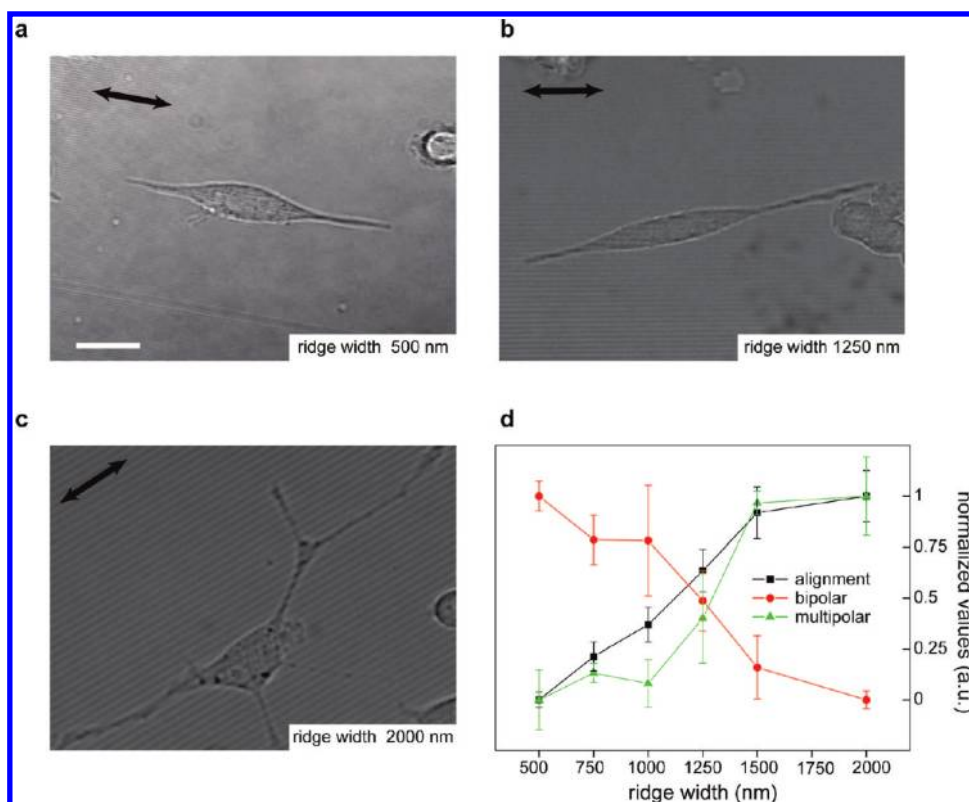 a
b
ridge width 500 nm
ridge width 1250 nm
c
d
ridge width 2000 nm
1
0.75
0.5
0.25
0
normalized values (a.u.)
alignment
bipolar
multipolar
500 750 1000 1250 1500 1750 2000
ridge width (nm)